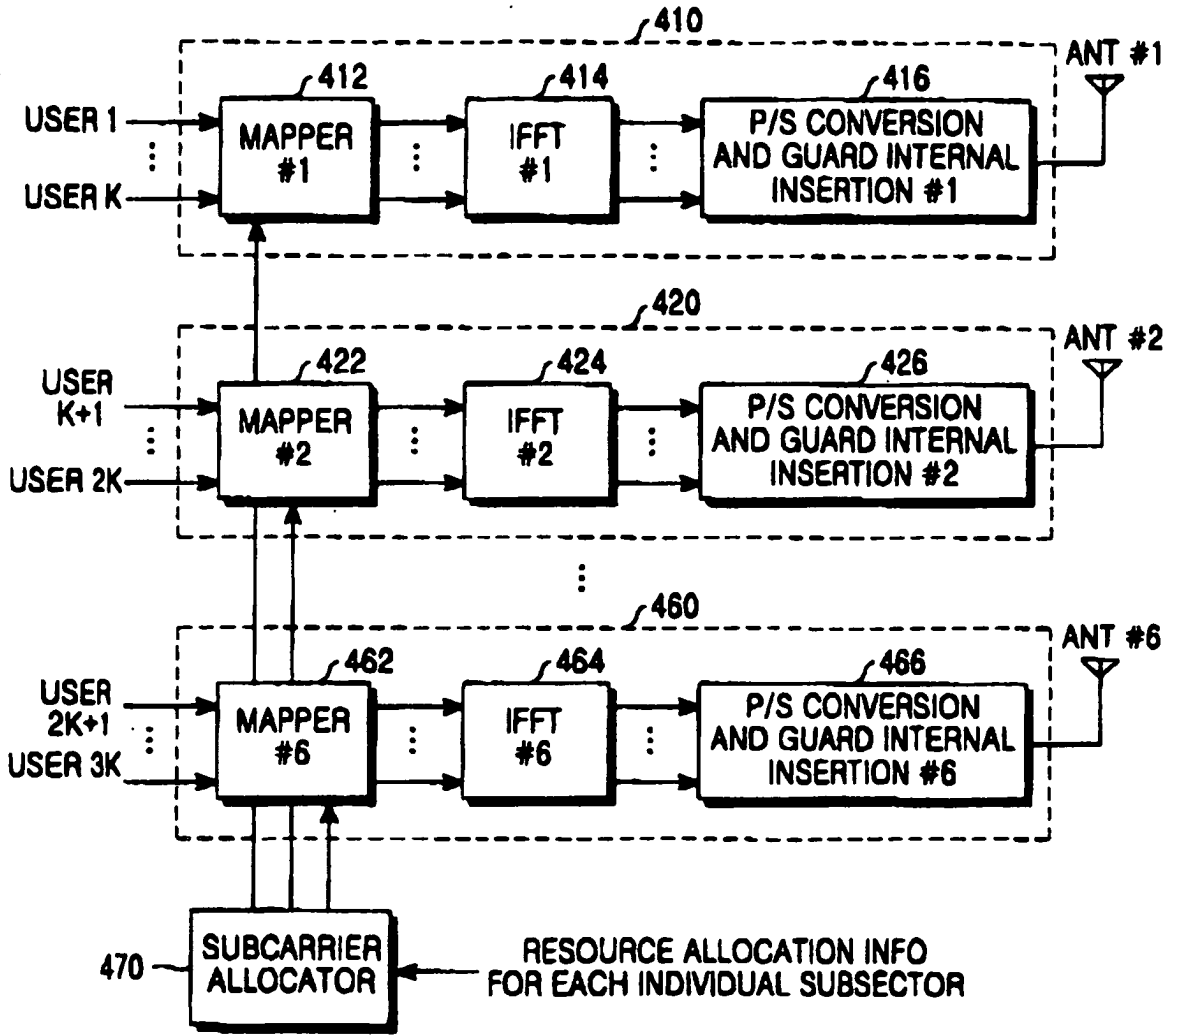 410
ANT #1
412
414
416
USER 1
MAPPER
#1
IFFT
#1
P/S CONVERSION
AND GUARD INTERNAL
INSERTION #1
USER K
420
ANT #2
422
424
426
USER
K+1
MAPPER
#2
IFFT
#2
P/S CONVERSION
AND GUARD INTERNAL
INSERTION #2
USER 2K
460
ANT #6
462
464
466
USER
2K+1
MAPPER
#6
IFFT
#6
P/S CONVERSION
AND GUARD INTERNAL
INSERTION #6
USER 3K
470
SUBCARRIER
ALLOCATOR
RESOURCE ALLOCATION INFO
FOR EACH INDIVIDUAL SUBSECTOR